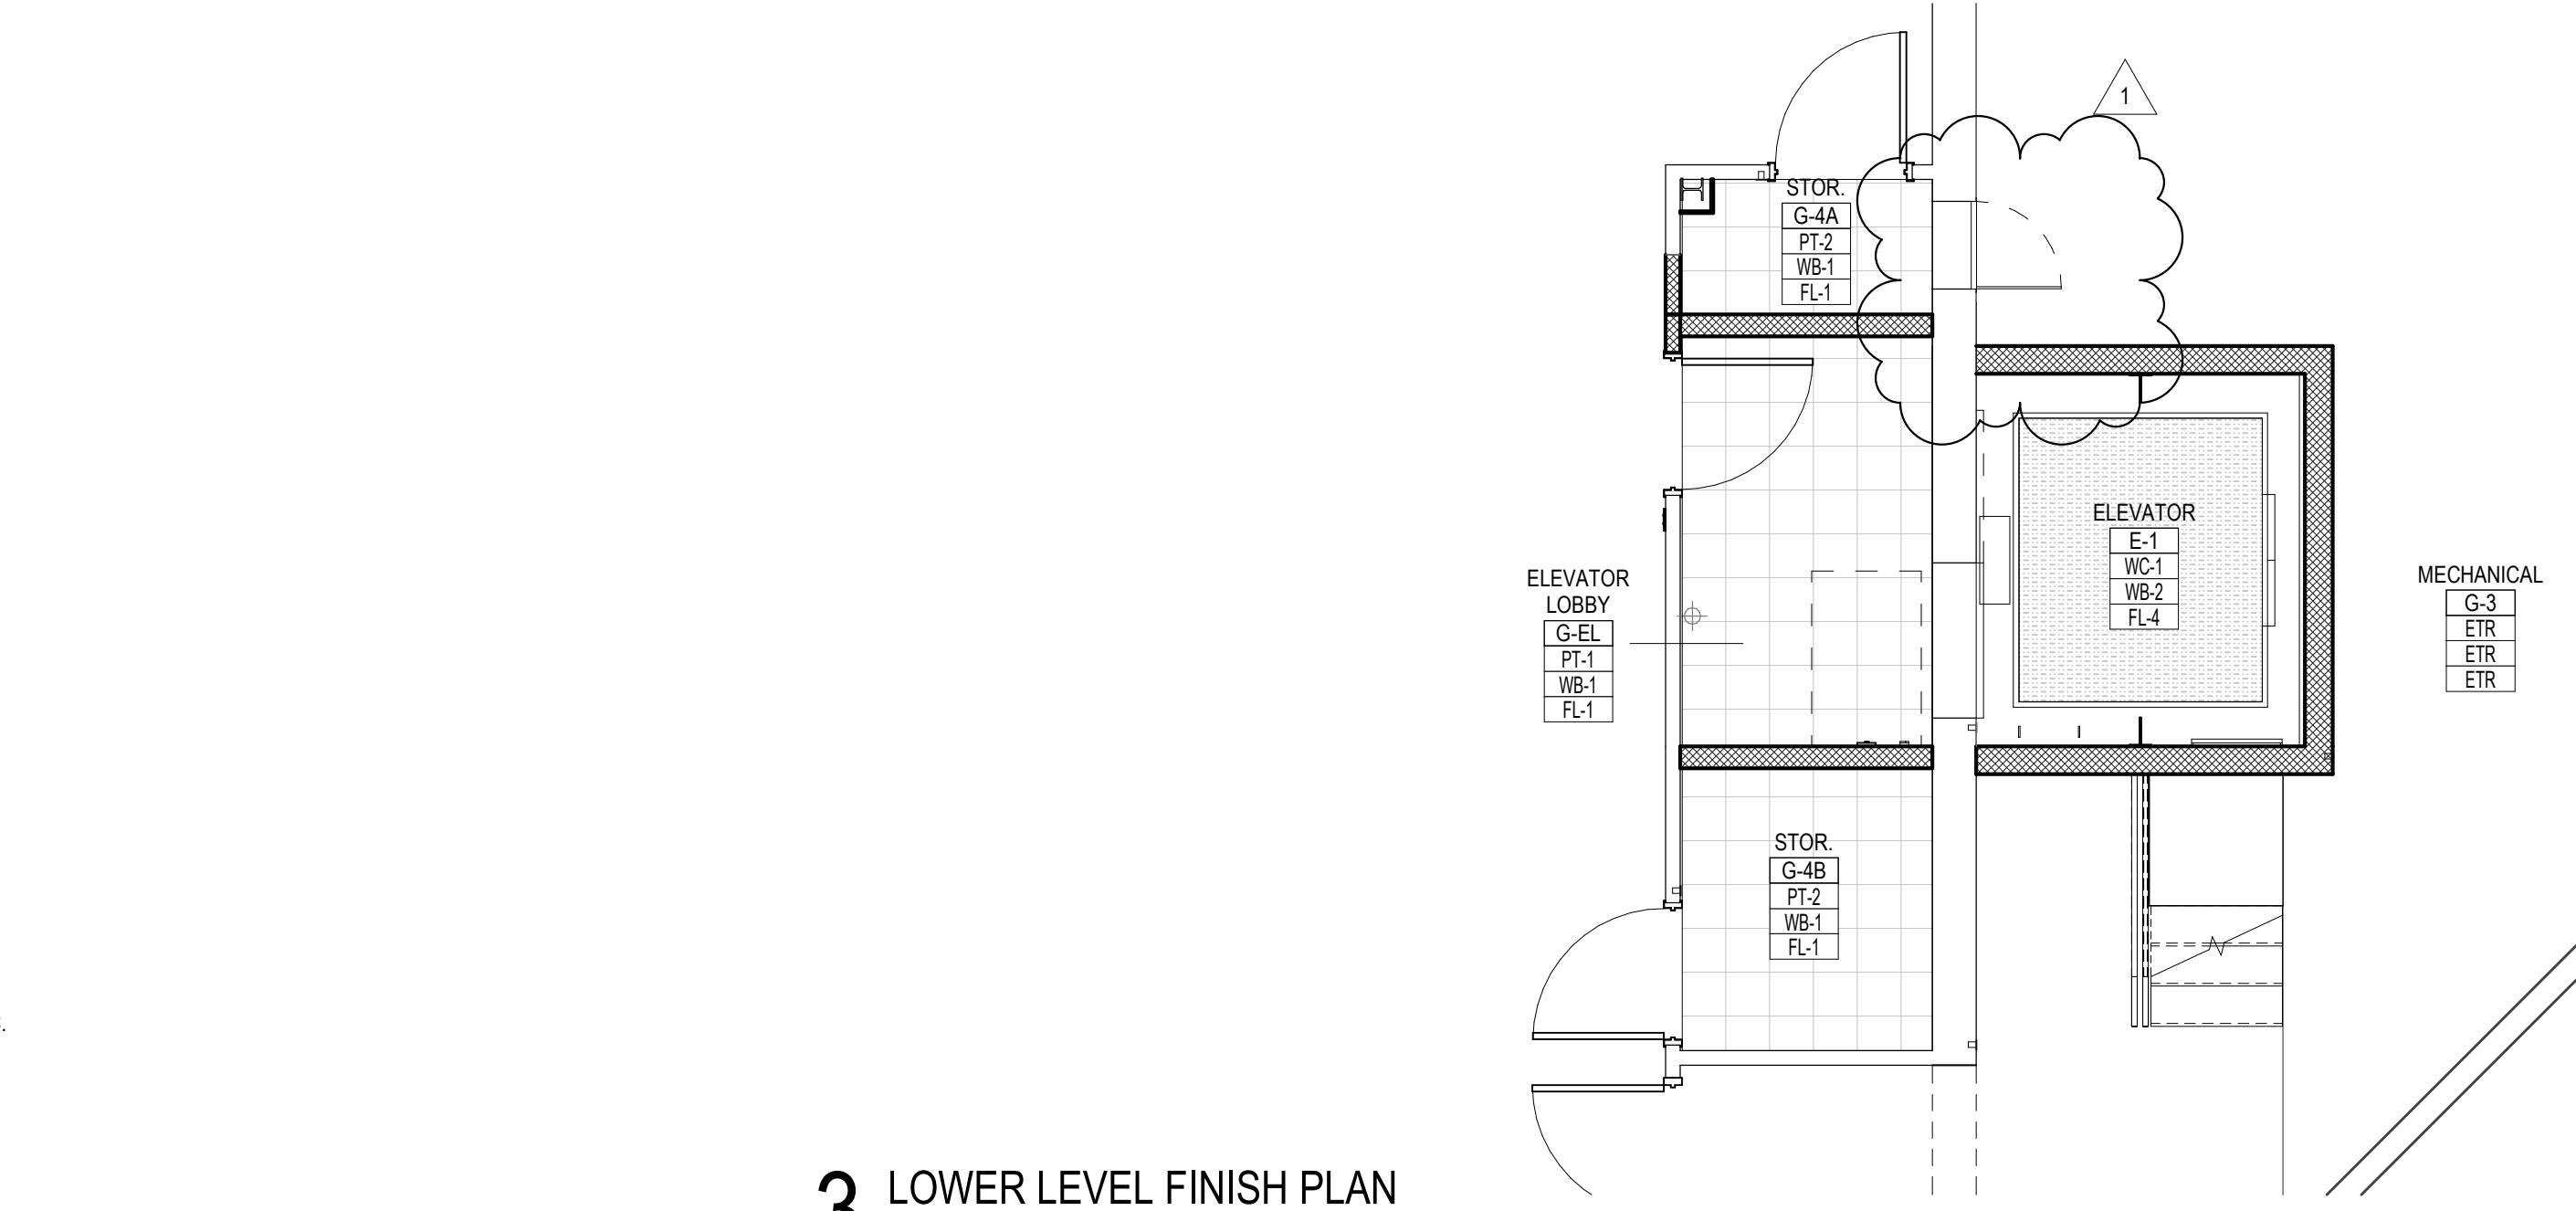 1
STOR.
G-4A
PT-2
WB-1
FL-1
ELEVATOR
E-1
WC-1
WB-2
FL-4
ELEVATOR
LOBBY
G-EL
PT-1
WB-1
FL-1
MECHANICAL
G-3
ETR
ETR
ETR
STOR.
G-4B
PT-2
WB-1
FL-1
3 LOWER LEVEL FINISH PLAN